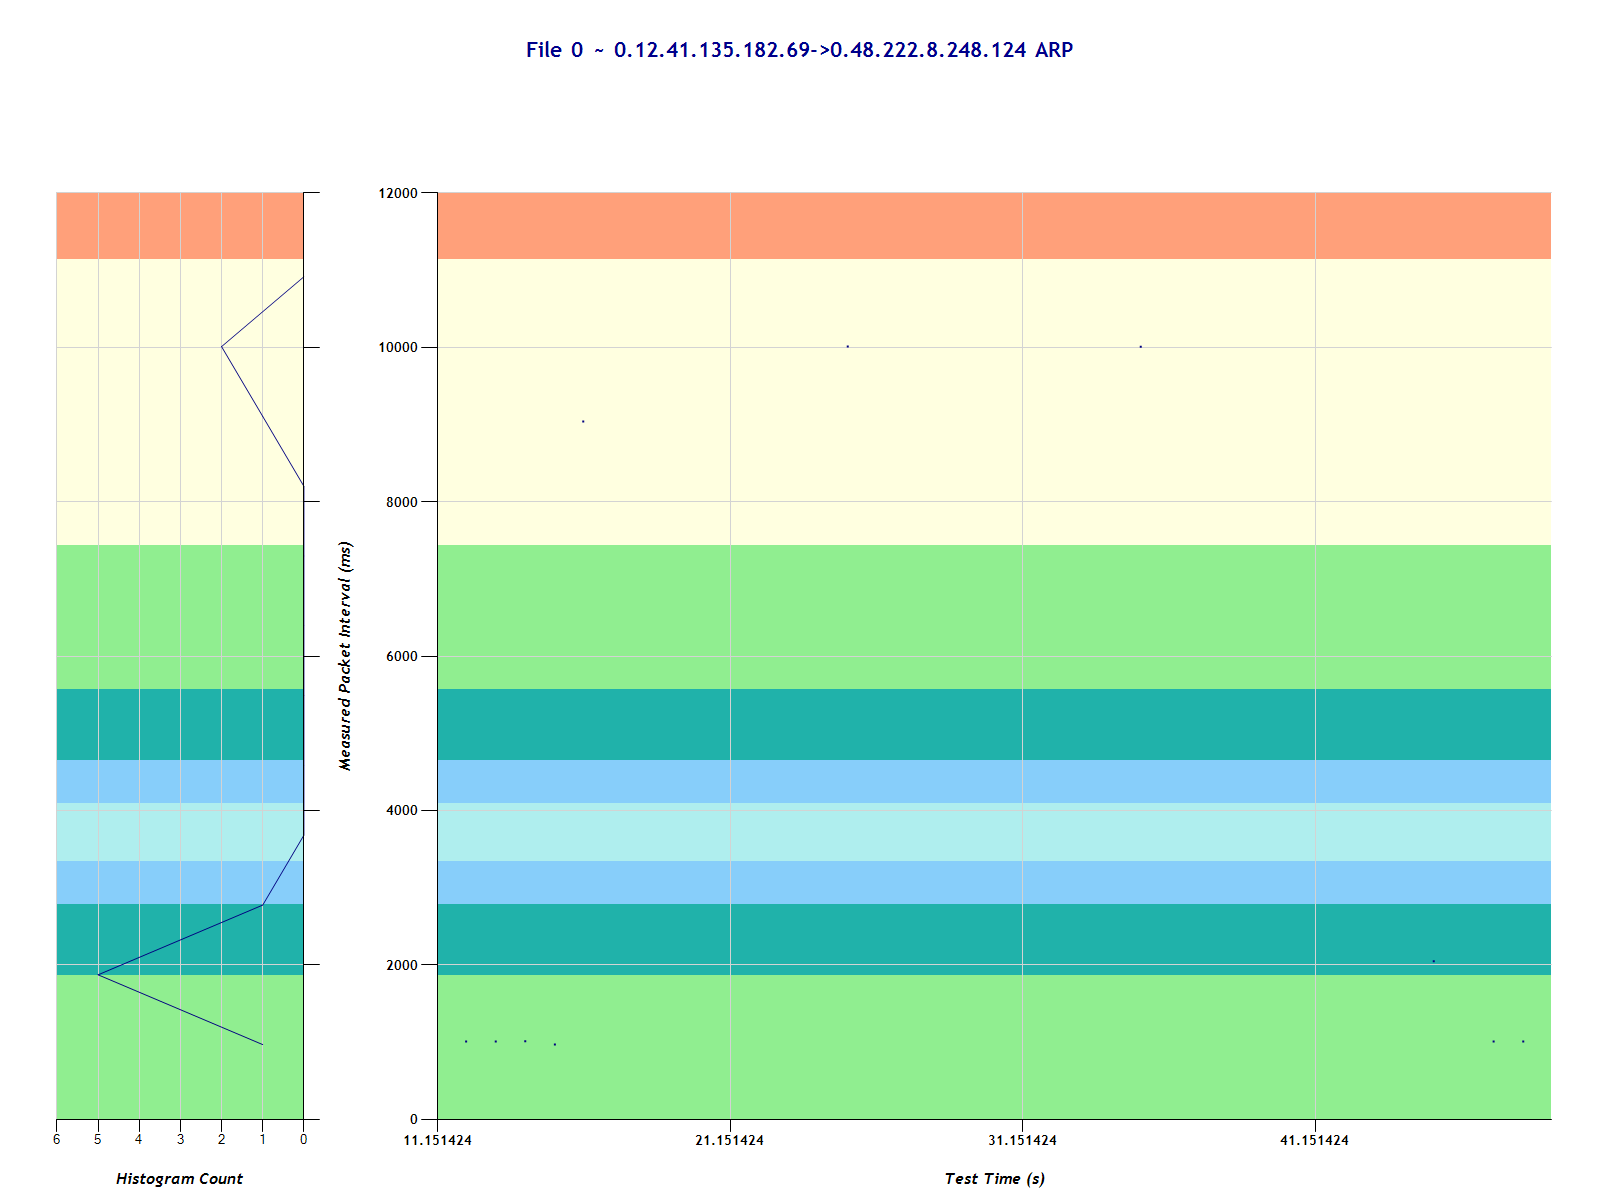 File 0 ~ 0.12.41.135.182.69->0.48.222.8.248.124 ARP
12000
10000
8000
6000
4000
2000
0
Measured Packet Interval (ms)
6 5 4 3 2 1 0
11.151424 21.151424 31.151424 41.151424
Histogram Count
Test Time (s)